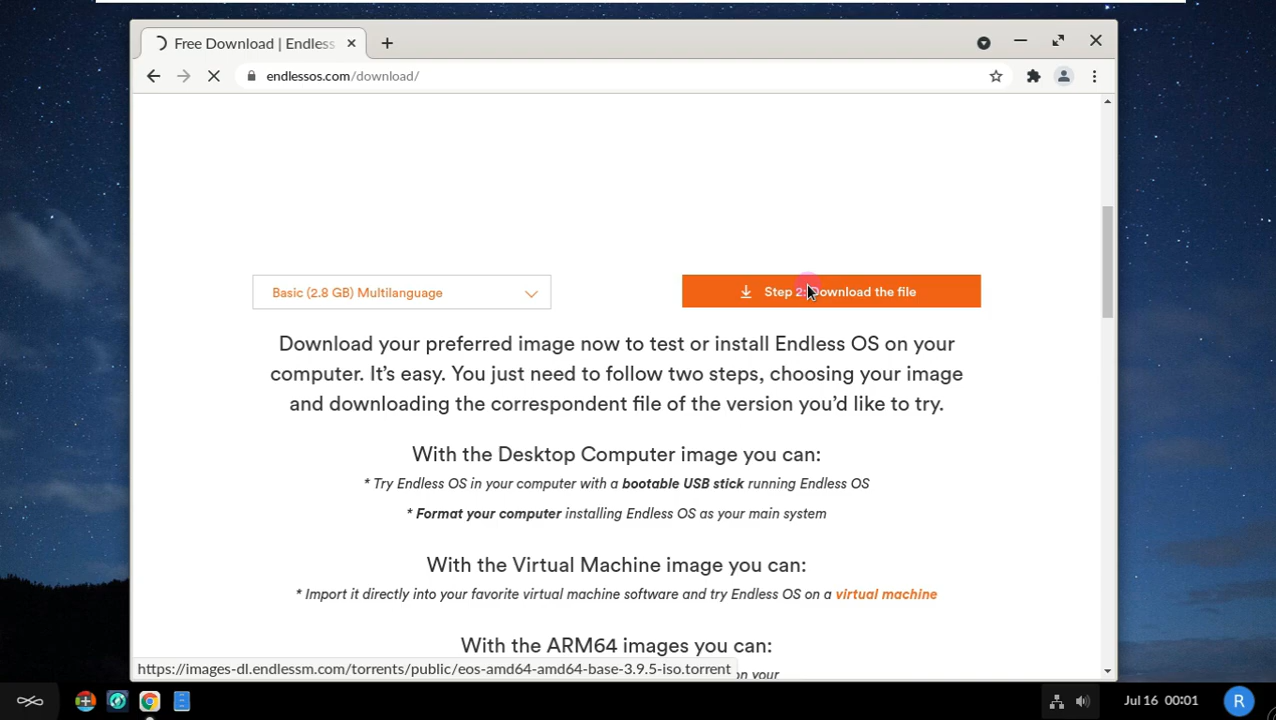 Free Download | Endless
endlessos.com/download/
Basic (2.8 GB) Multilanguage
Step 2: Download the file
Download your preferred image now to test or install Endless OS on your
computer. It's easy. You just need to follow two steps, choosing your image
and downloading the correspondent file of the version you'd like to try.
With the Desktop Computer image you can:
* Try Endless OS in your computer with a bootable USB stick running Endless OS
* Format your computer installing Endless OS as your main system
With the Virtual Machine image you can:
* Import it directly into your favorite virtual machine software and try Endless OS on a virtual machine
With the ARM64 images you can:
on your
https://images-dl.endlessm.com/torrents/public/eos-amd64-amd64-base-3.9.5-iso.torrent
Jul 16 00:01
R